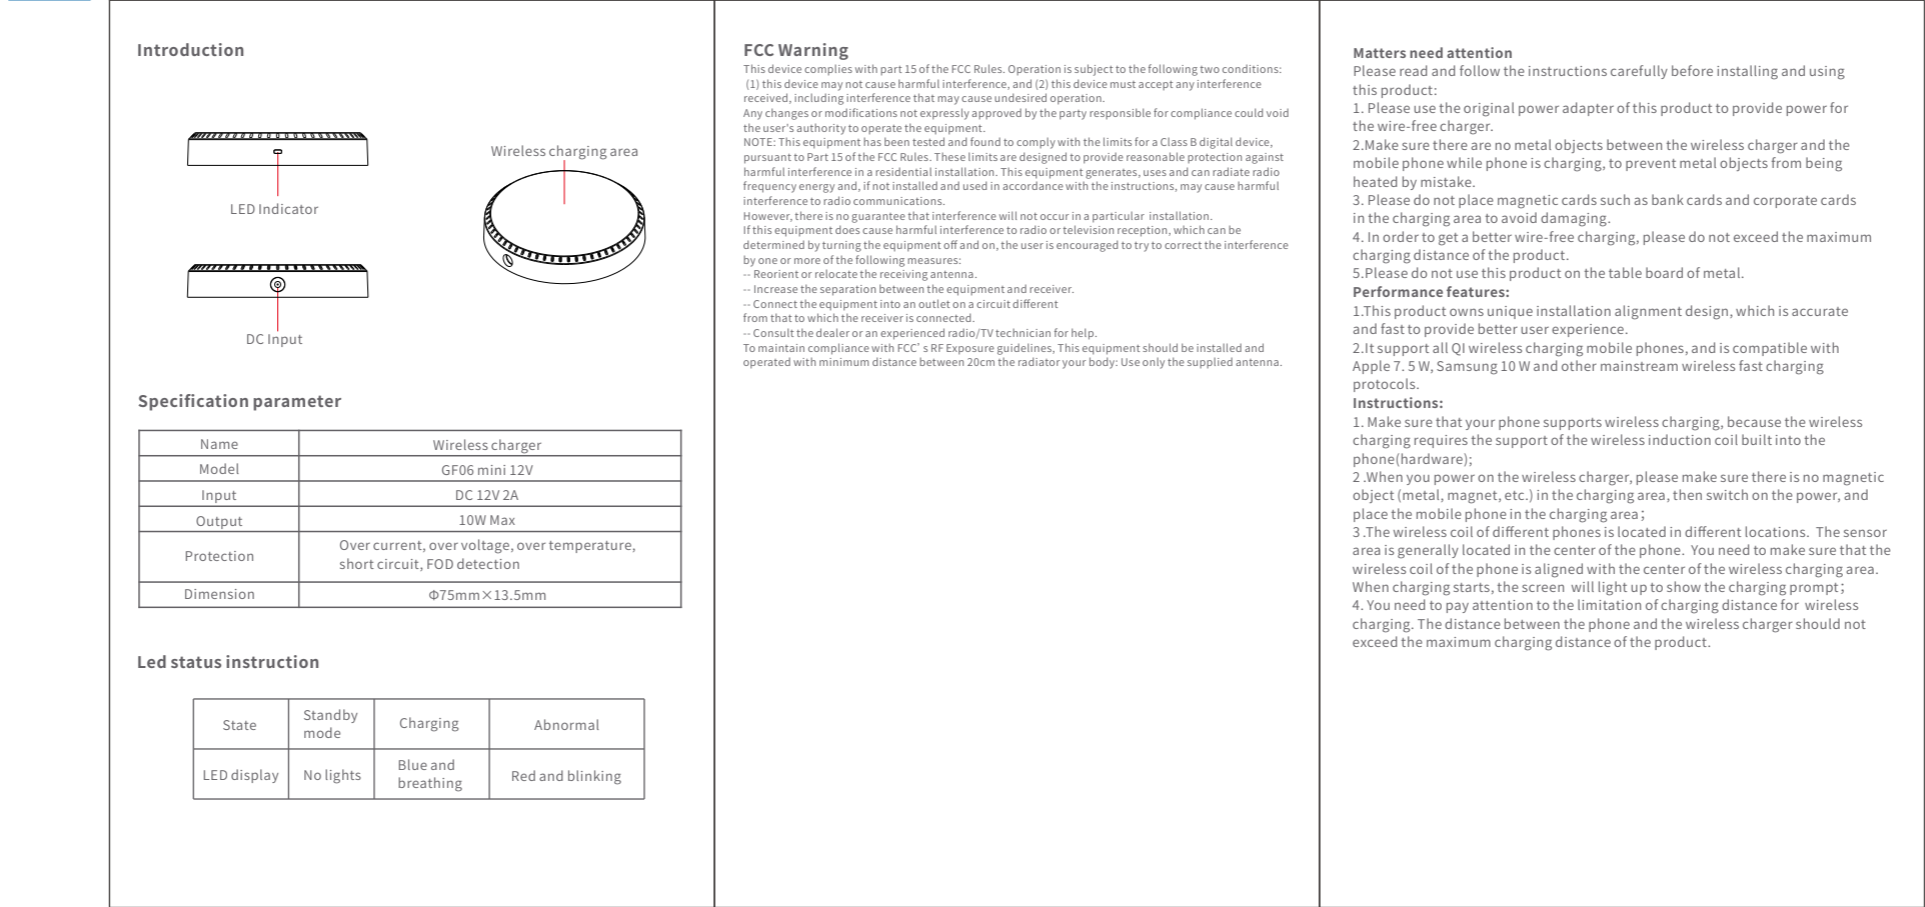 Introduction
LED Indicator
Wireless charging area
DC Input
Specification parameter
Name Wireless charger
Model GF06 mini 12V
Input DC 12V 2A
Output 10W Max
Protection Over current, over voltage, over temperature,
short circuit, FOD detection
Dimension Φ75mm×13.5mm
Led status instruction
State Standby mode Charging Abnormal
LED display No lights Blue and breathing Red and blinking
FCC Warning
This device complies with part 15 of the FCC Rules. Operation is subject to the following two conditions:
(1) this device may not cause harmful interference, and (2) this device must accept any interference
received, including interference that may cause undesired operation.
Any changes or modifications not expressly approved by the party responsible for compliance could void
the user's authority to operate the equipment.
NOTE: This equipment has been tested and found to comply with the limits for a Class B digital device,
pursuant to Part 15 of the FCC Rules. These limits are designed to provide reasonable protection against
harmful interference in a residential installation. This equipment generates, uses and can radiate radio
frequency energy and, if not installed and used in accordance with the instructions, may cause harmful
interference to radio communications.
However, there is no guarantee that interference will not occur in a particular installation.
If this equipment does cause harmful interference to radio or television reception, which can be
determined by turning the equipment off and on, the user is encouraged to try to correct the interference
by one or more of the following measures:
-- Reorient or relocate the receiving antenna.
-- Increase the separation between the equipment and receiver.
-- Connect the equipment into an outlet on a circuit different
from that to which the receiver is connected.
-- Consult the dealer or an experienced radio/TV technician for help.
To maintain compliance with FCC's RF Exposure guidelines, This equipment should be installed and
operated with minimum distance between 20cm the radiator your body: Use only the supplied antenna.
Matters need attention
Please read and follow the instructions carefully before installing and using
this product:
1. Please use the original power adapter of this product to provide power for
the wire-free charger.
2.Make sure there are no metal objects between the wireless charger and the
mobile phone while phone is charging, to prevent metal objects from being
heated by mistake.
3. Please do not place magnetic cards such as bank cards and corporate cards
in the charging area to avoid damaging.
4. In order to get a better wire-free charging, please do not exceed the maximum
charging distance of the product.
5.Please do not use this product on the table board of metal.
Performance features:
1.This product owns unique installation alignment design, which is accurate
and fast to provide better user experience.
2.It support all QI wireless charging mobile phones, and is compatible with
Apple 7. 5 W, Samsung 10 W and other mainstream wireless fast charging
protocols.
Instructions:
1. Make sure that your phone supports wireless charging, because the wireless
charging requires the support of the wireless induction coil built into the
phone(hardware);
2 .When you power on the wireless charger, please make sure there is no magnetic
object (metal, magnet, etc.) in the charging area, then switch on the power, and
place the mobile phone in the charging area；
3 .The wireless coil of different phones is located in different locations. The sensor
area is generally located in the center of the phone. You need to make sure that the
wireless coil of the phone is aligned with the center of the wireless charging area.
When charging starts, the screen will light up to show the charging prompt；
4. You need to pay attention to the limitation of charging distance for wireless
charging. The distance between the phone and the wireless charger should not
exceed the maximum charging distance of the product.